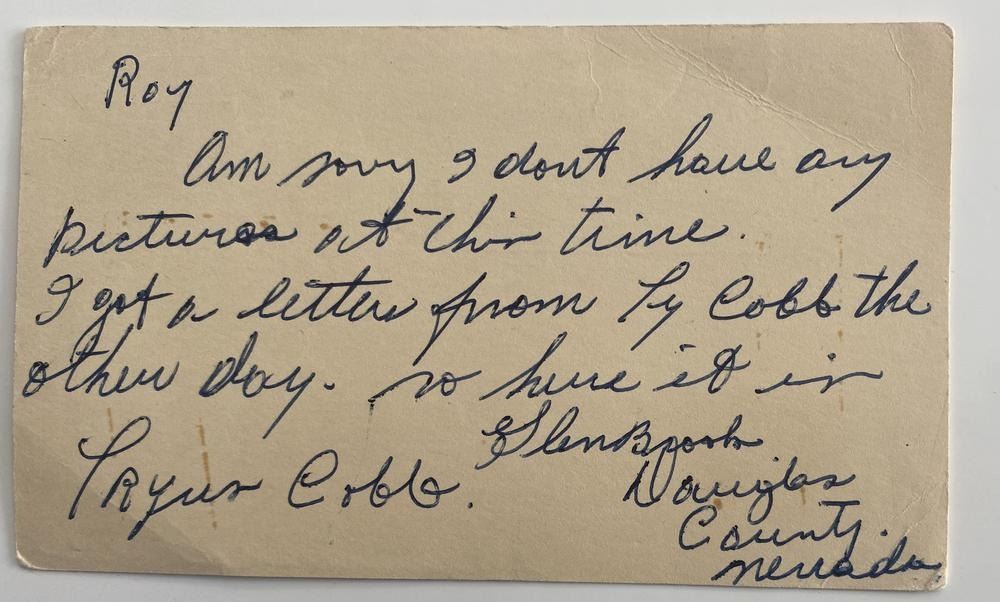 Roy
Am sorry I dont have any
pictures at this time.
I got a letter from Ty Cobb the
other day. so here it is
Tryus Cobb. GlenBrook
Douglas
County.
Nevada